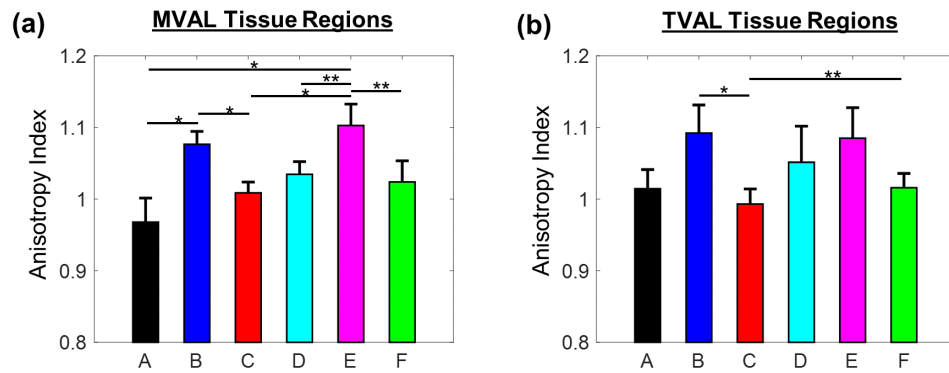 (a)
MVAL Tissue Regions
Anisotropy Index
1.2
1.1
1
0.9
0.8
*
**
*
**
*
*
A B C D E F
(b)
TVAL Tissue Regions
Anisotropy Index
1.2
1.1
1
0.9
0.8
**
*
A B C D E F